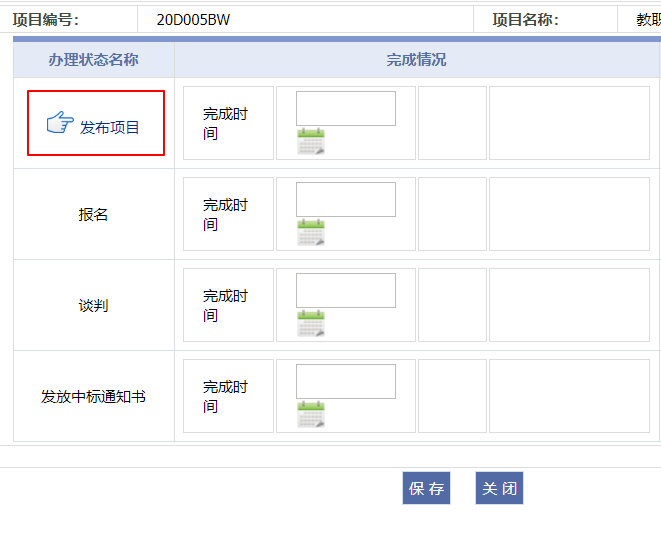 项目编号： 20D005BW 项目名称： 教职
办理状态名称 完成情况
发布项目 完成时
间
报名 完成时
间
谈判 完成时
间
发放中标通知书 完成时
间
保 存 关 闭